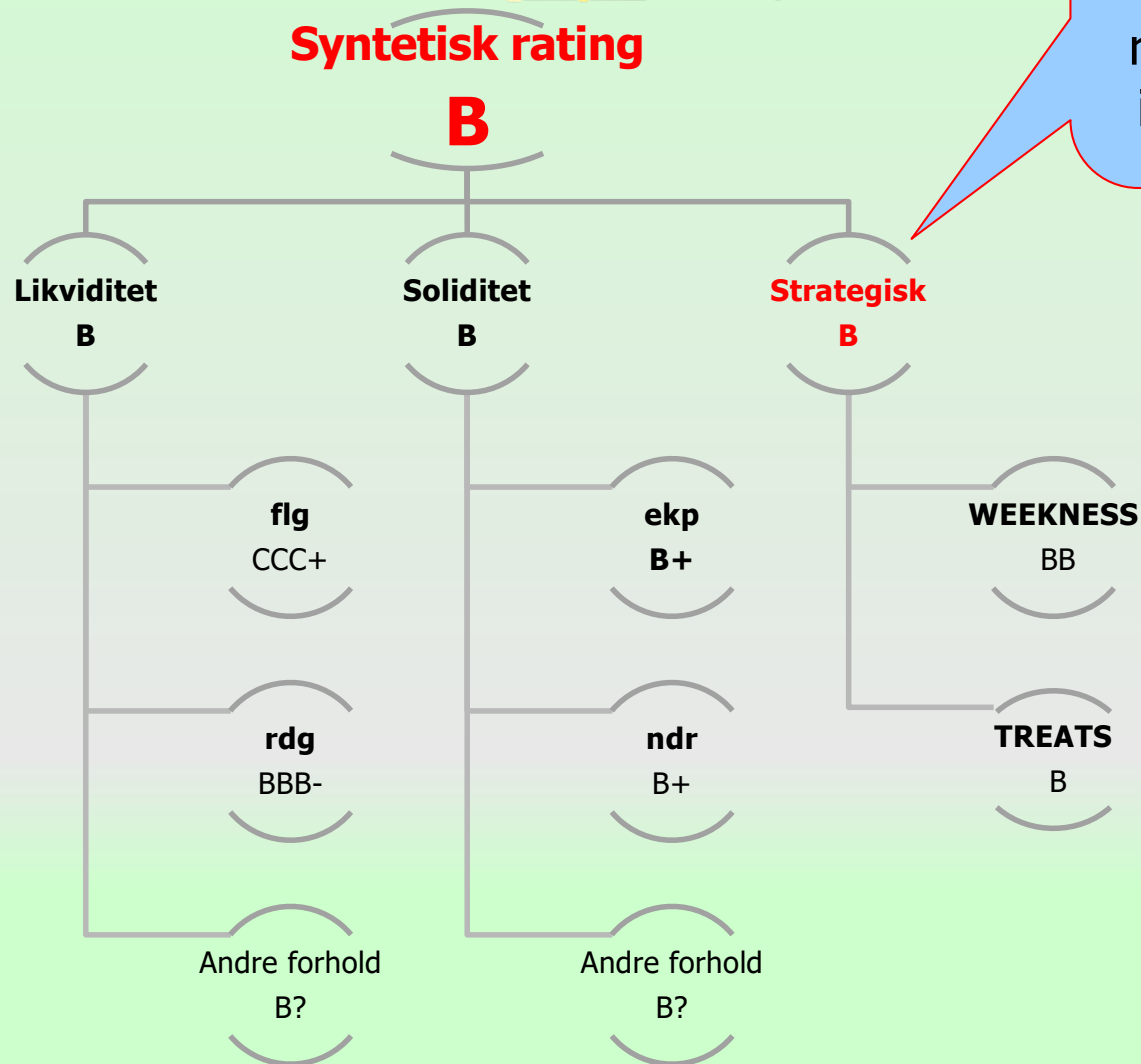 Syntetisk rating
B
Likviditet
B
Soliditet
B
Strategisk
B
flg
CCC+
ekp
B+
WEEKNESS
BB
rdg
BBB-
ndr
B+
TREATS
B
Andre forhold
B?
Andre forhold
B?